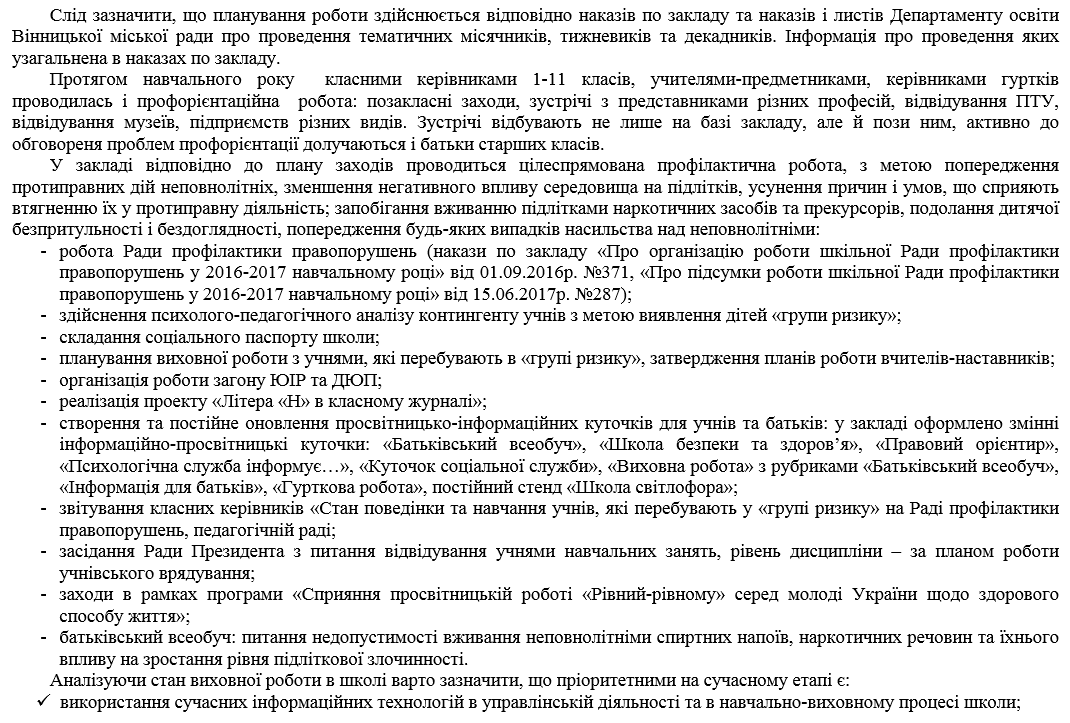 Слід зазначити, що планування роботи здійснюється відповідно наказів по закладу та наказів і листів Департаменту освіти
Вінницької міської ради про проведення тематичних місячників, тижневиків та декадників. Інформація про проведення яких
узагальнена в наказах по закладу.
Протягом навчального року класними керівниками 1-11 класів, учителями-предметниками, керівниками гуртків
проводилась і профорієнтаційна робота: позакласні заходи, зустрічі з представниками різних професій, відвідування ПТУ,
відвідування музеїв, підприємств різних видів. Зустрічі відбувають не лише на базі закладу, але й пози ним, активно до
обговореня проблем профорієнтації долучаються і батьки старших класів.
У закладі відповідно до плану заходів проводиться цілеспрямована профілактична робота, з метою попередження
протиправних дій неповнолітніх, зменшення негативного впливу середовища на підлітків, усунення причин і умов, що сприяють
втягненню їх у протиправну діяльність; запобігання вживанню підлітками наркотичних засобів та прекурсорів, подолання дитячої
безпритульності і бездоглядності, попередження будь-яких випадків насильства над неповнолітніми:
- робота Ради профілактики правопорушень (накази по закладу «Про організацію роботи шкільної Ради профілактики
правопорушень у 2016-2017 навчальному році» від 01.09.2016р. №371, «Про підсумки роботи шкільної Ради профілактики
правопорушень у 2016-2017 навчальному році» від 15.06.2017р. №287);
- здійснення психолого-педагогічного аналізу контингенту учнів з метою виявлення дітей «групи ризику»;
- складання соціального паспорту школи;
- планування виховної роботи з учнями, які перебувають в «групі ризику», затвердження планів роботи вчителів-наставників;
- організація роботи загону ЮІР та ДЮП;
- реалізація проекту «Літера «Н» в класному журналі»;
- створення та постійне оновлення просвітницько-інформаційних куточків для учнів та батьків: у закладі оформлено змінні
інформаційно-просвітницькі куточки: «Батьківський всеобуч», «Школа безпеки та здоров’я», «Правовий орієнтир»,
«Психологічна служба інформує…», «Куточок соціальної служби», «Виховна робота» з рубриками «Батьківський всеобуч»,
«Інформація для батьків», «Гурткова робота», постійний стенд «Школа світлофора»;
- звітування класних керівників «Стан поведінки та навчання учнів, які перебувають у «групі ризику» на Раді профілактики
правопорушень, педагогічній раді;
- засідання Ради Президента з питання відвідування учнями навчальних занять, рівень дисципліни – за планом роботи
учнівського врядування;
- заходи в рамках програми «Сприяння просвітницькій роботі «Рівний-рівному» серед молоді України щодо здорового
способу життя»;
- батьківський всеобуч: питання недопустимості вживання неповнолітніми спиртних напоїв, наркотичних речовин та їхнього
впливу на зростання рівня підліткової злочинності.
Аналізуючи стан виховної роботи в школі варто зазначити, що пріоритетними на сучасному етапі є:
✓ використання сучасних інформаційних технологій в управлінській діяльності та в навчально-виховному процесі школи;